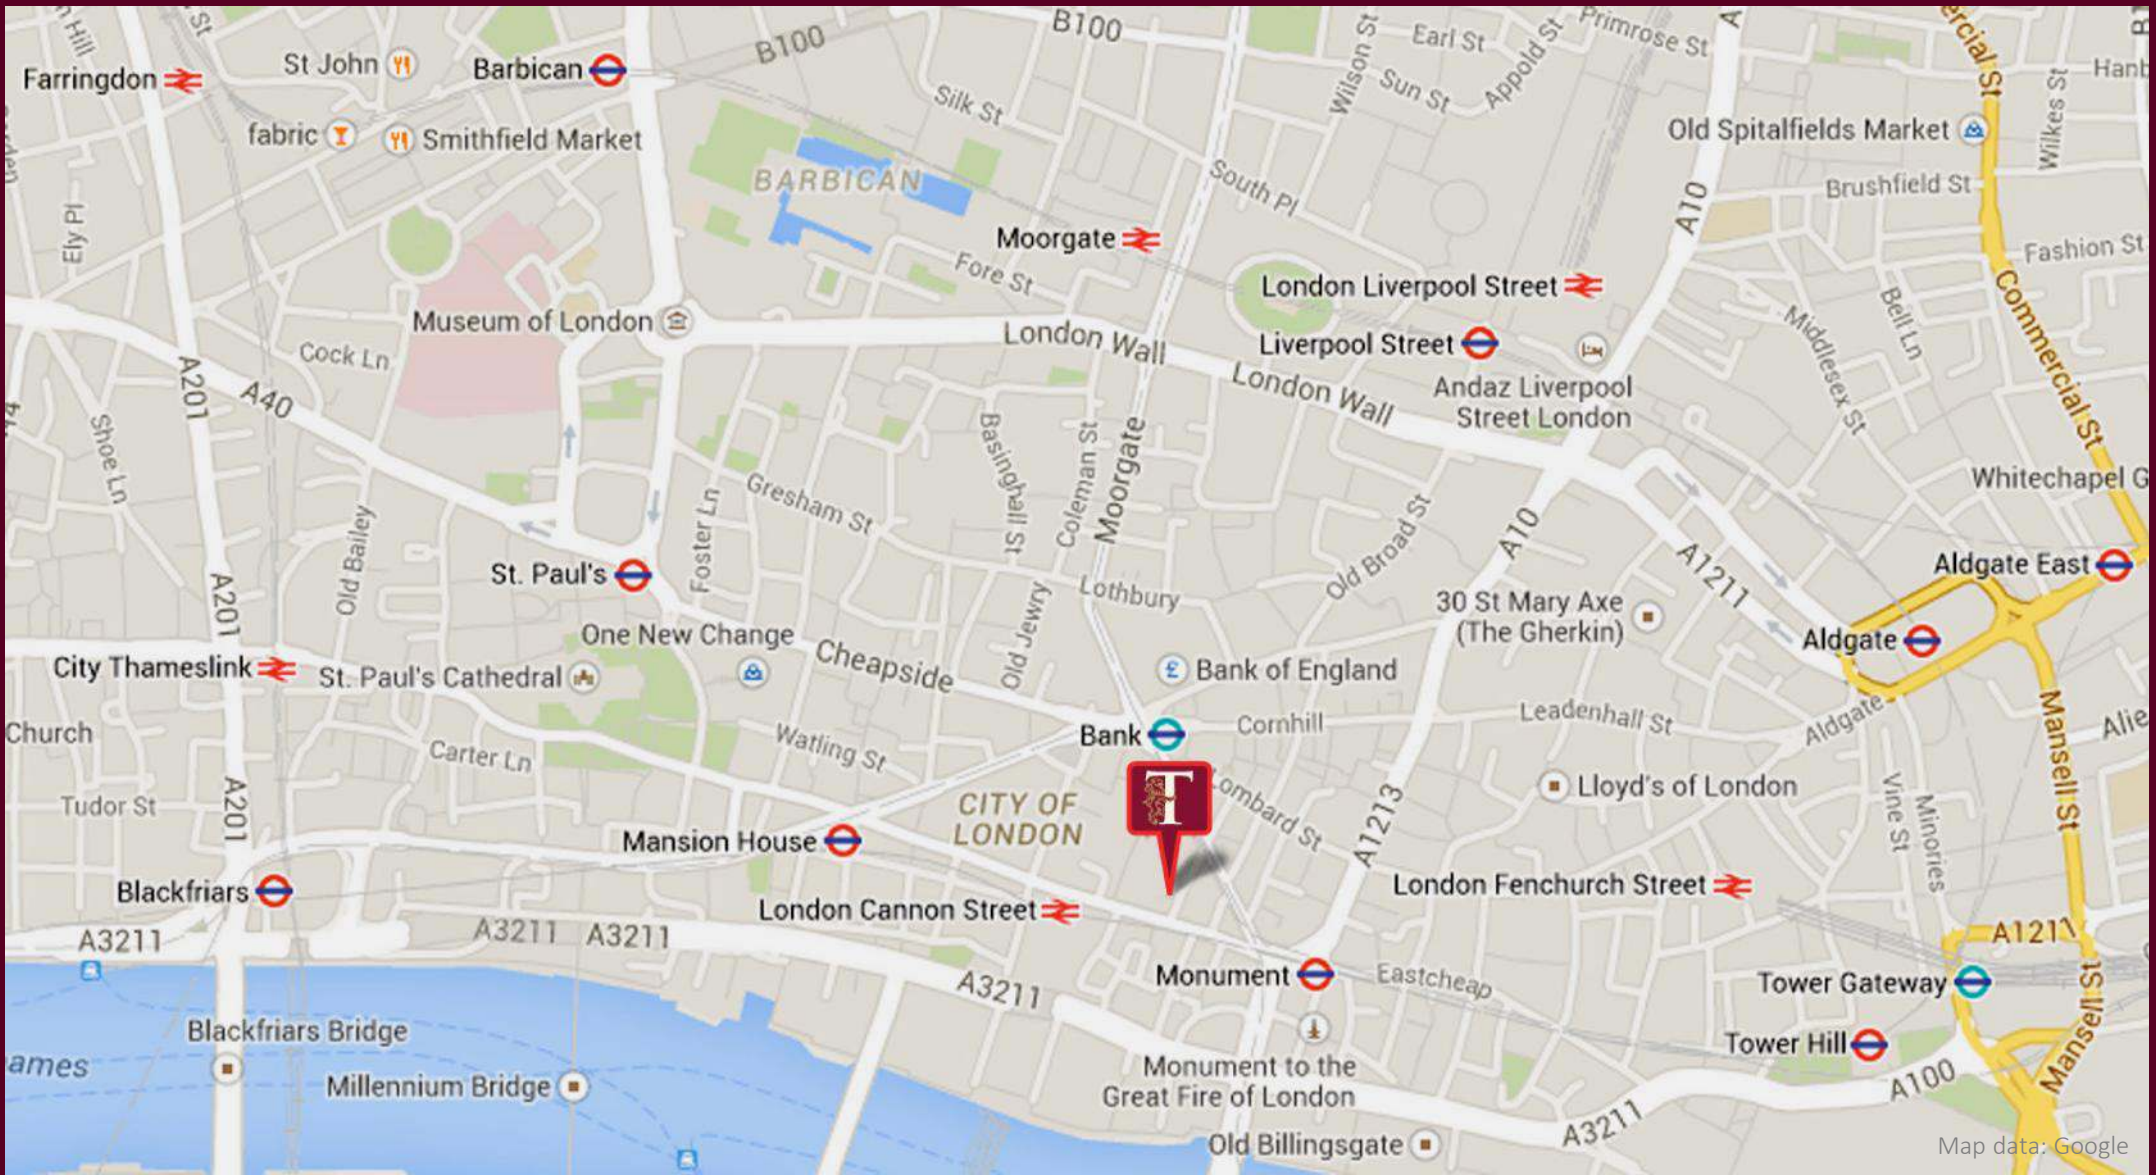 St
B100
B100
Wilson St
Earl St
Appold St
Primrose St
Sun St
Farringdon
St John
Barbican
fabric
Smithfield Market
Silk St
Old Spitalfields Market
Wilkes St
Commercial St
BARBICAN
South Pl
Brushfield St
A10
Ely Pl
Moorgate
Fore St
Fashion St
London Liverpool Street
Museum of London
London Wall
Liverpool Street
Middlesex St
Bell Ln
Cock Ln
London Wall
Andaz Liverpool
Street London
A201
A40
Shoe Ln
Basinghall St
Coleman St
Moorgate
Whitechapel G
Gresham St
Foster Ln
Old Broad St
A10
Old Bailey
St. Paul's
A201
Lothbury
A1211
Aldgate East
Old Jewry
30 St Mary Axe
(The Gherkin)
One New Change
Aldgate
City Thameslink
St. Paul's Cathedral
Cheapside
£
Bank of England
Church
Carter Ln
Watling St
Bank
Cornhill
Leadenhall St
Aldgate
Mansell St
Alie
Tudor St
A201
CITY OF
LONDON
T
Lombard St
A1213
Lloyd's of London
Vine St
Minories
Mansion House
Blackfriars
London Cannon Street
London Fenchurch Street
A3211
A3211
A3211
A1211
A3211
Monument
Eastcheap
Tower Gateway
Mansell St
Blackfriars Bridge
Tower Hill
ames
Millennium Bridge
Monument to the
Great Fire of London
A100
A3211
Old Billingsgate
Map data: Google